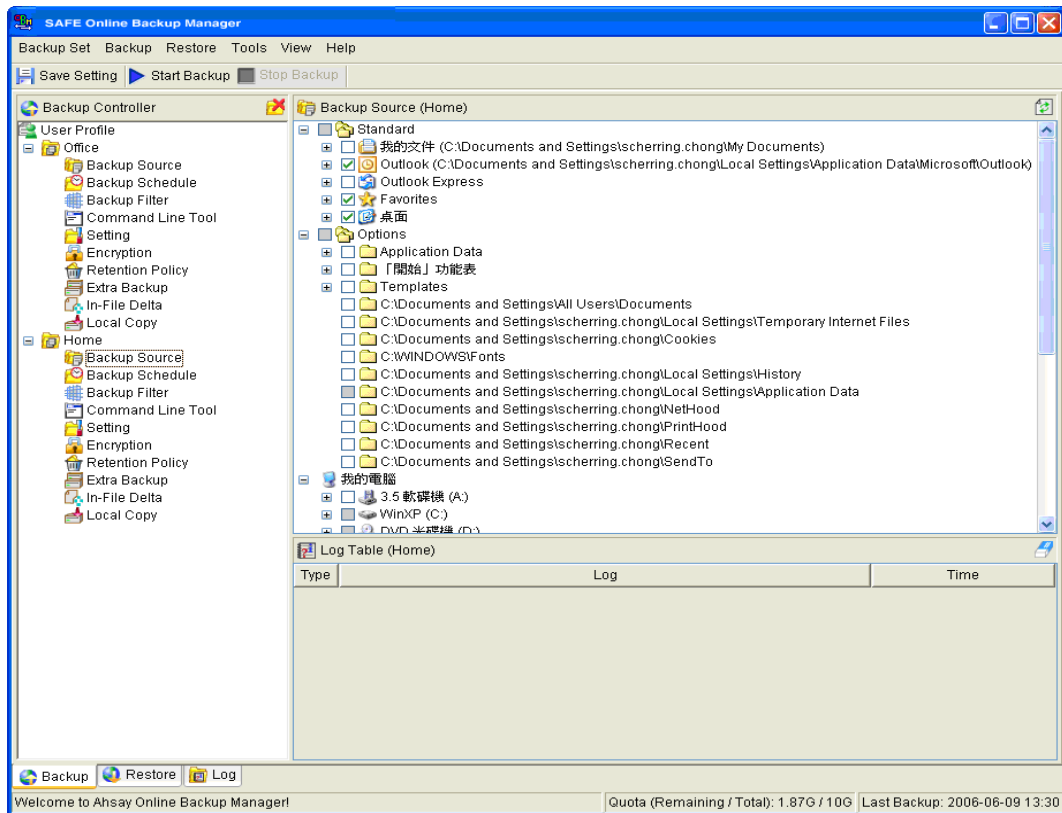 SAFE Online Backup Manager
Backup Set Backup Restore Tools View Help
Save Setting Start Backup Stop Backup
Backup Controller
User Profile
Office
Backup Source
Backup Schedule
Backup Filter
Command Line Tool
Setting
Encryption
Retention Policy
Extra Backup
In-File Delta
Local Copy
Home
Backup Source
Backup Schedule
Backup Filter
Command Line Tool
Setting
Encryption
Retention Policy
Extra Backup
In-File Delta
Local Copy
Backup Source (Home)
Standard
我的文件 (C:\Documents and Settings\scherring.chong\My Documents)
Outlook (C:\Documents and Settings\scherring.chong\Local Settings\Application Data\Microsoft\Outlook)
Outlook Express
Favorites
桌面
Options
Application Data
「開始」功能表
Templates
C:\Documents and Settings\All Users\Documents
C:\Documents and Settings\scherring.chong\Local Settings\Temporary Internet Files
C:\Documents and Settings\scherring.chong\Cookies
C:\WINDOWS\Fonts
C:\Documents and Settings\scherring.chong\Local Settings\History
C:\Documents and Settings\scherring.chong\Local Settings\Application Data
C:\Documents and Settings\scherring.chong\NetHood
C:\Documents and Settings\scherring.chong\PrintHood
C:\Documents and Settings\scherring.chong\Recent
C:\Documents and Settings\scherring.chong\SendTo
我的電腦
3.5 軟碟機 (A:)
WinXP (C:)
DVD 光碟機 (D:)
Log Table (Home)
Type Log Time
Backup Restore Log
Welcome to Ahsay Online Backup Manager!
Quota (Remaining / Total): 1.87G / 10G Last Backup: 2006-06-09 13:30